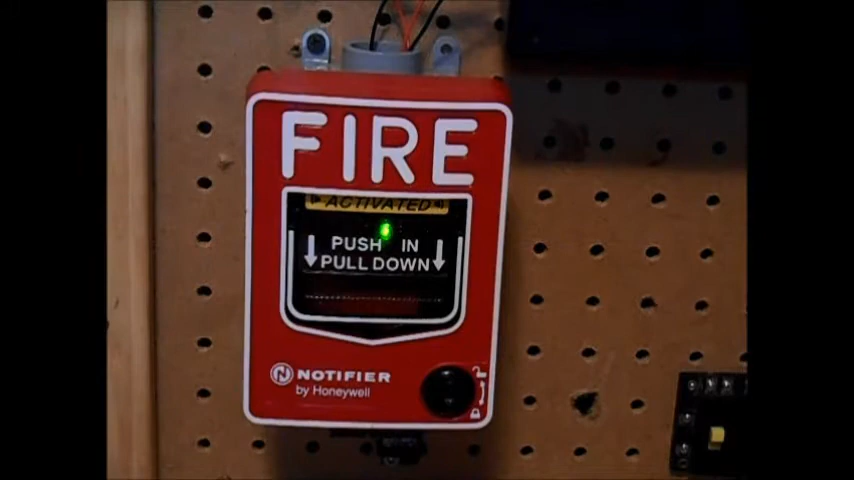 FIRE
ACTIVATED
PUSH IN
PULL DOWN
NOTIFIER
by Honeywell